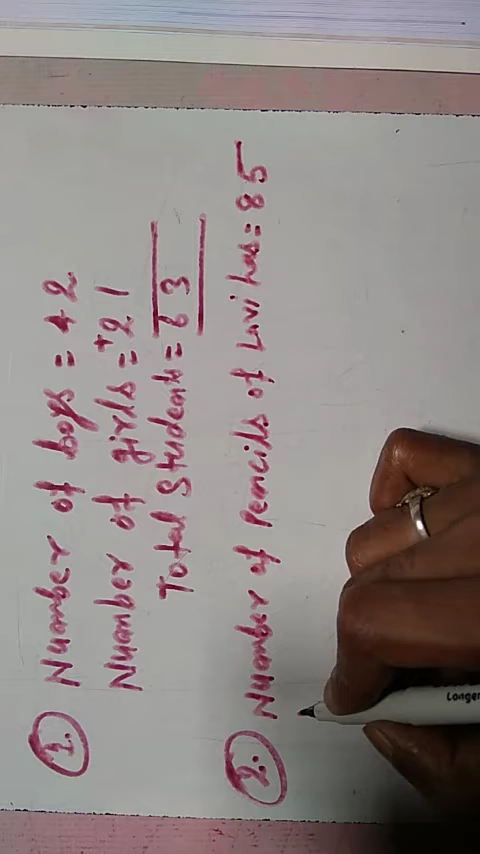 1. Number of boys = 42
Number of girls = + 21
Total Students = 63
2. Number of Pencils of Lavi has = 85
Longer